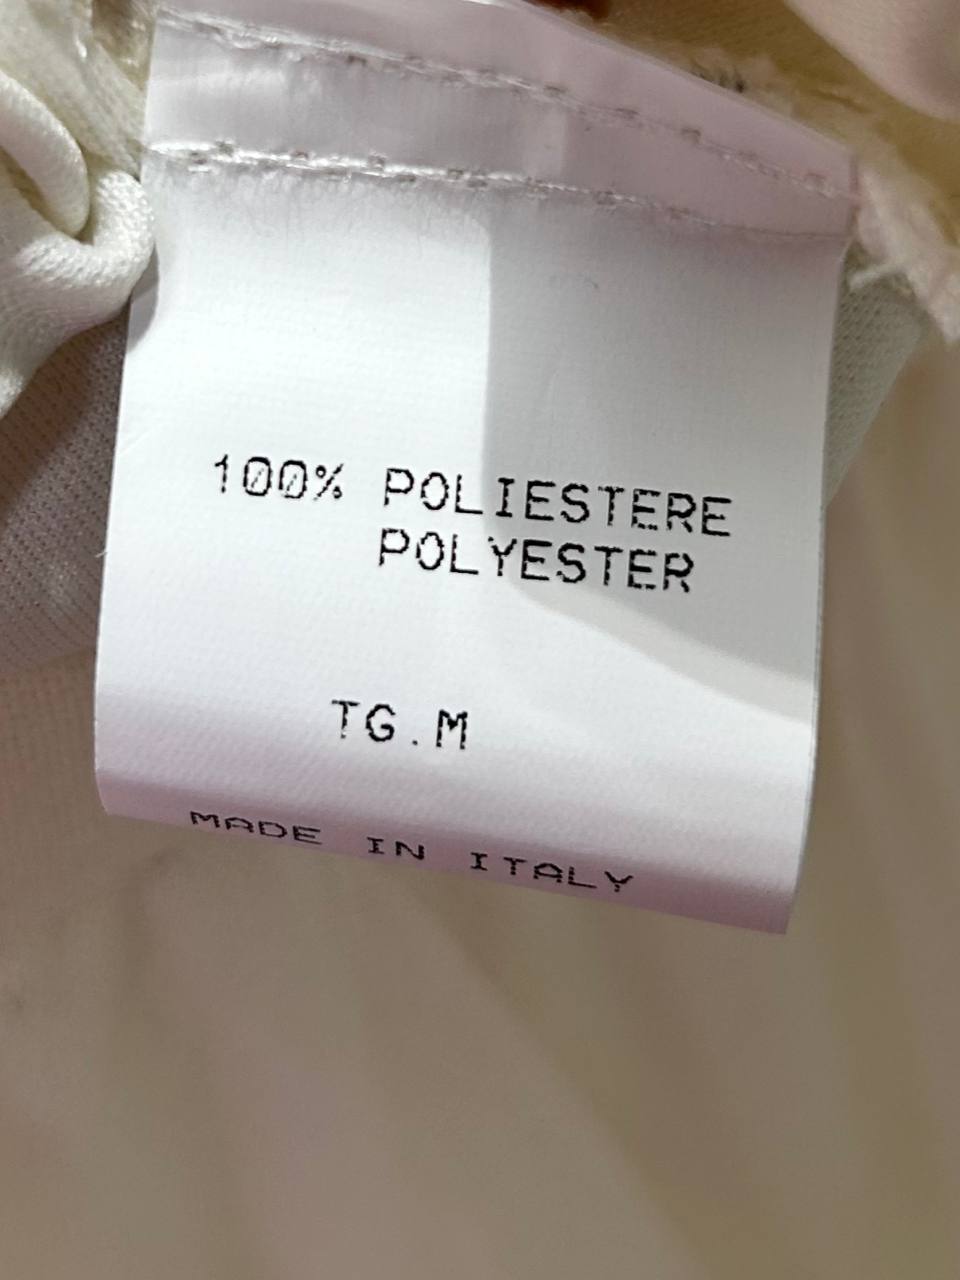 100% POLIESTERE
POLYESTER
TG.M
MADE IN ITALY